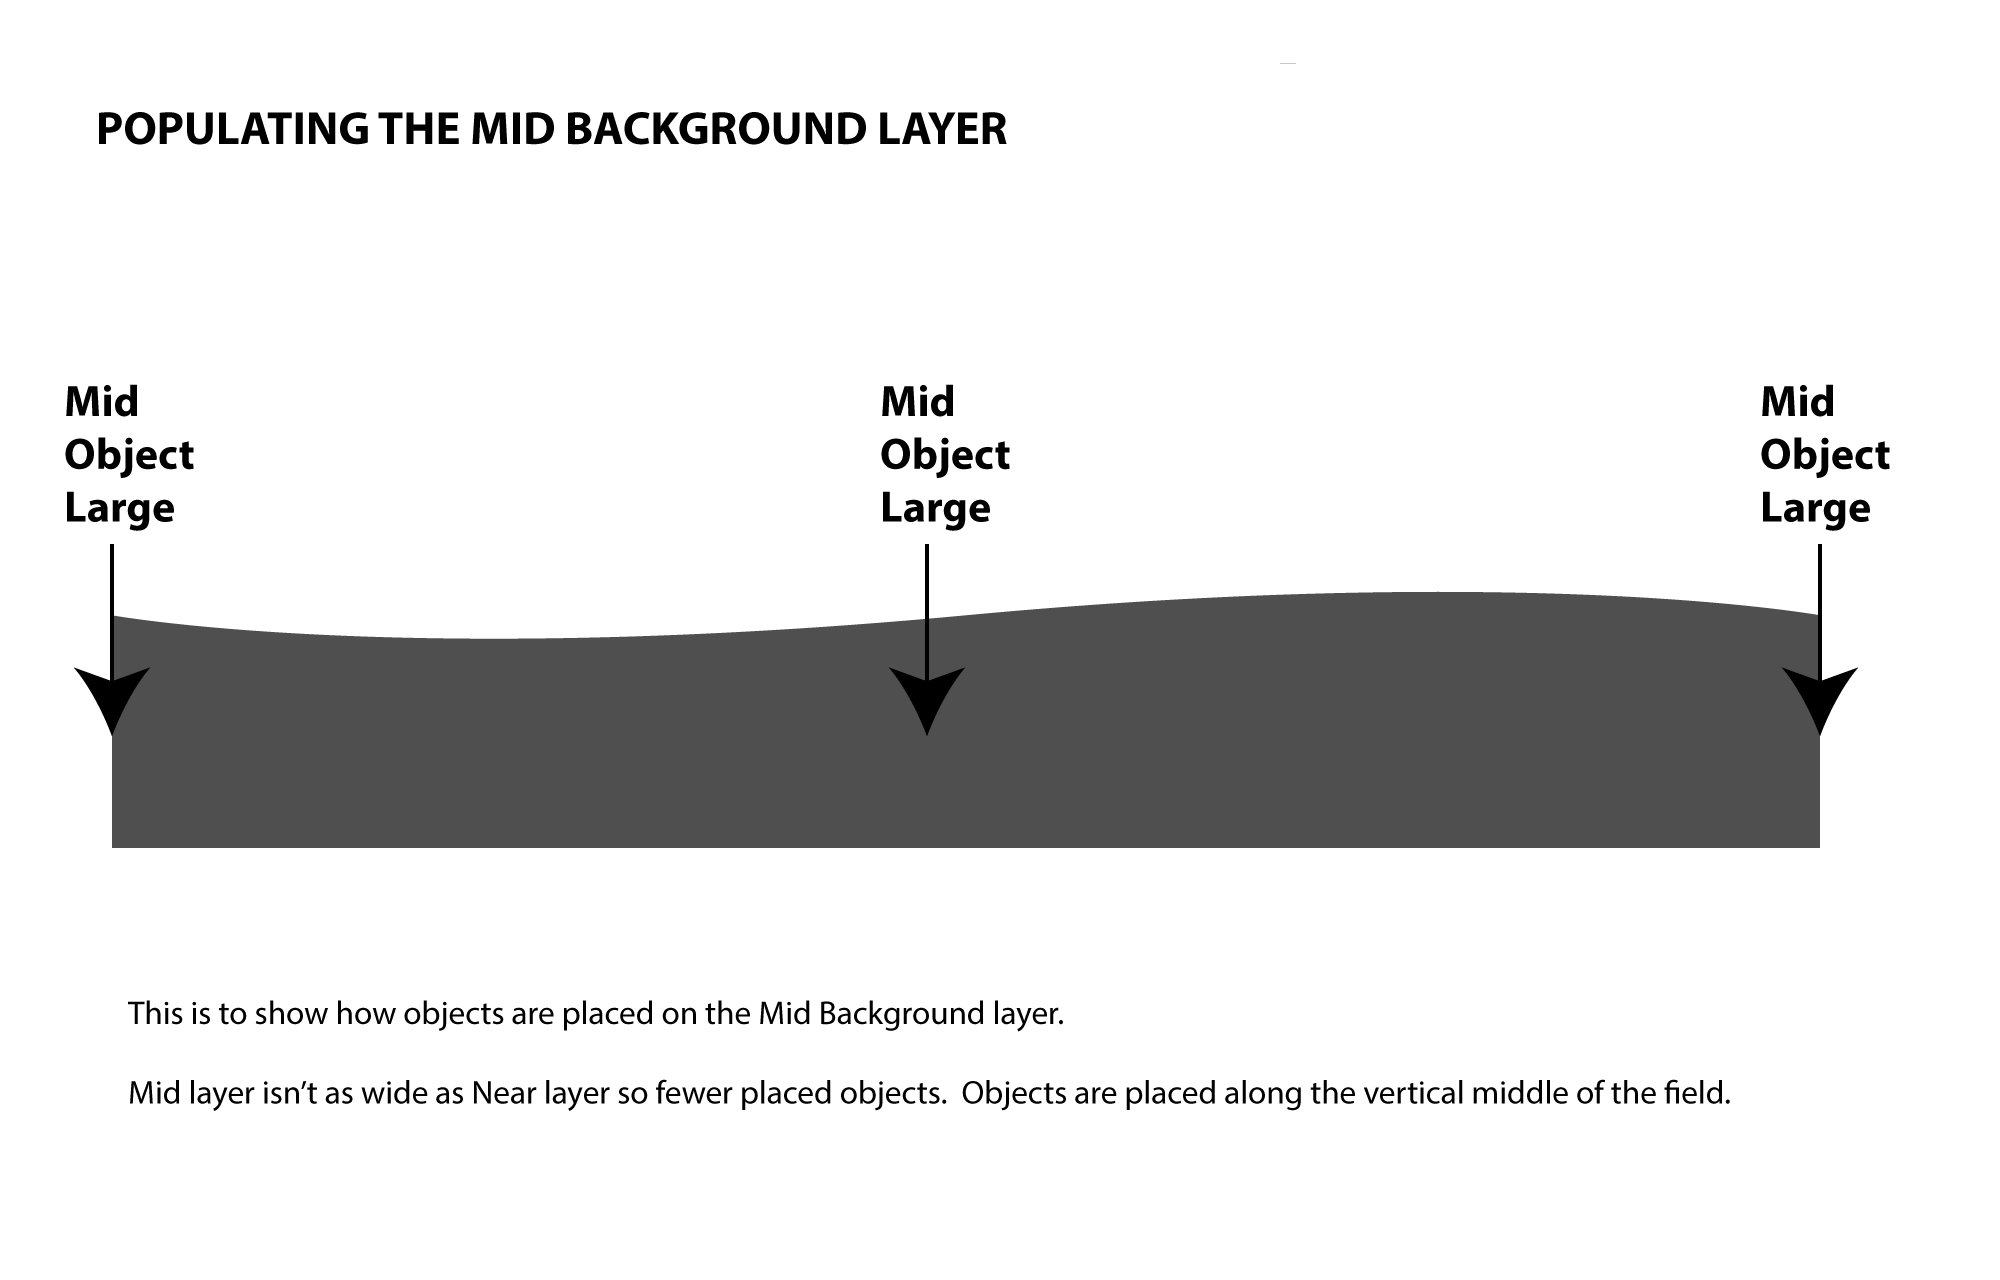 POPULATING THE MID BACKGROUND LAYER
Mid
Object
Large
Mid
Object
Large
Mid
Object
Large
This is to show how objects are placed on the Mid Background layer.
Mid layer isn’t as wide as Near layer so fewer placed objects.  Objects are placed along the vertical middle of the field.